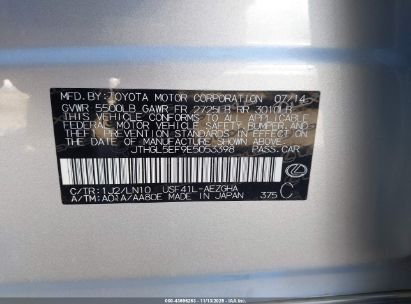 MFD. BY: TOYOTA MOTOR CORPORATION 07/14
GVWR 5500LB GAWR FR 2725LB RR 3010LB
THIS VEHICLE CONFORMS TO ALL APPLICABLE
FEDERAL MOTOR VEHICLE SAFETY, BUMPER AND
THEFT PREVENTION STANDARDS IN EFFECT ON
THE DATE OF MANUFACTURE SHOWN ABOVE.
JTHGL5EF9E5053398 PASS.CAR
C/TR:1J2/LN10 USF41L-AEZGHA
A/TM:A01A/AA80E MADE IN JAPAN 375 C